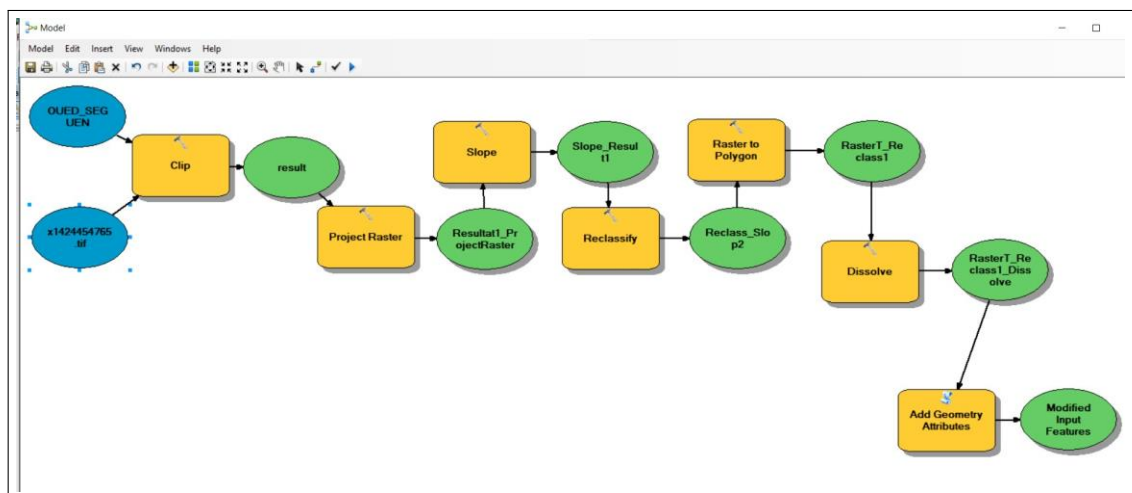 Model
Model Edit Insert View Windows Help
OUED_SEG
UEN
Clip
result
x1424454765
.tif
Project Raster
Resultat1_Pr
ojectRaster
Slope
Slope_Resul
t1
Reclassify
Reclass_Slo
p2
Raster to
Polygon
RasterT_Re
class1
Dissolve
RasterT_Re
class1_Diss
olve
Add Geometry
Attributes
Modified
Input
Features